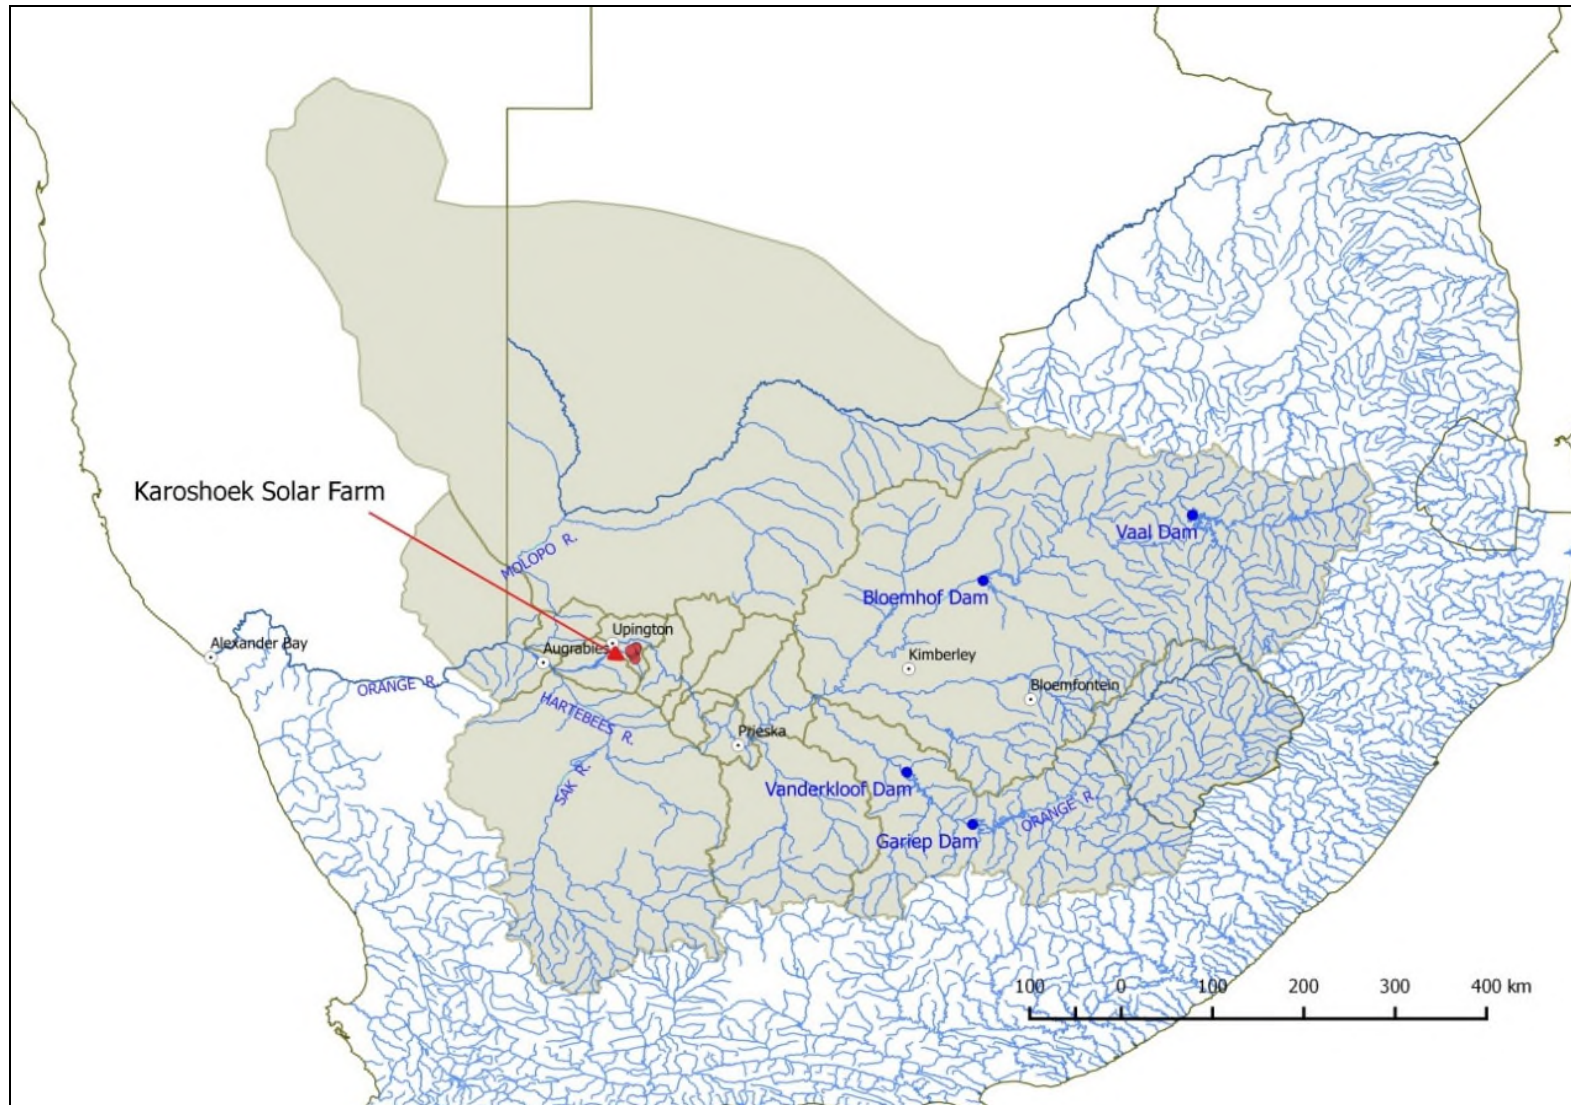 Karoshoek Solar Farm
Vaal Dam
MOLOPO R.
Bloemhof Dam
Upington
Alexander Bay
Augrabies
Kimberley
ORANGE R.
Bloemfontein
HARTEBEES R.
Prieska
SAK R.
Vanderkloof Dam
ORANGE R.
Gariep Dam
100 0 100 200 300 400 km